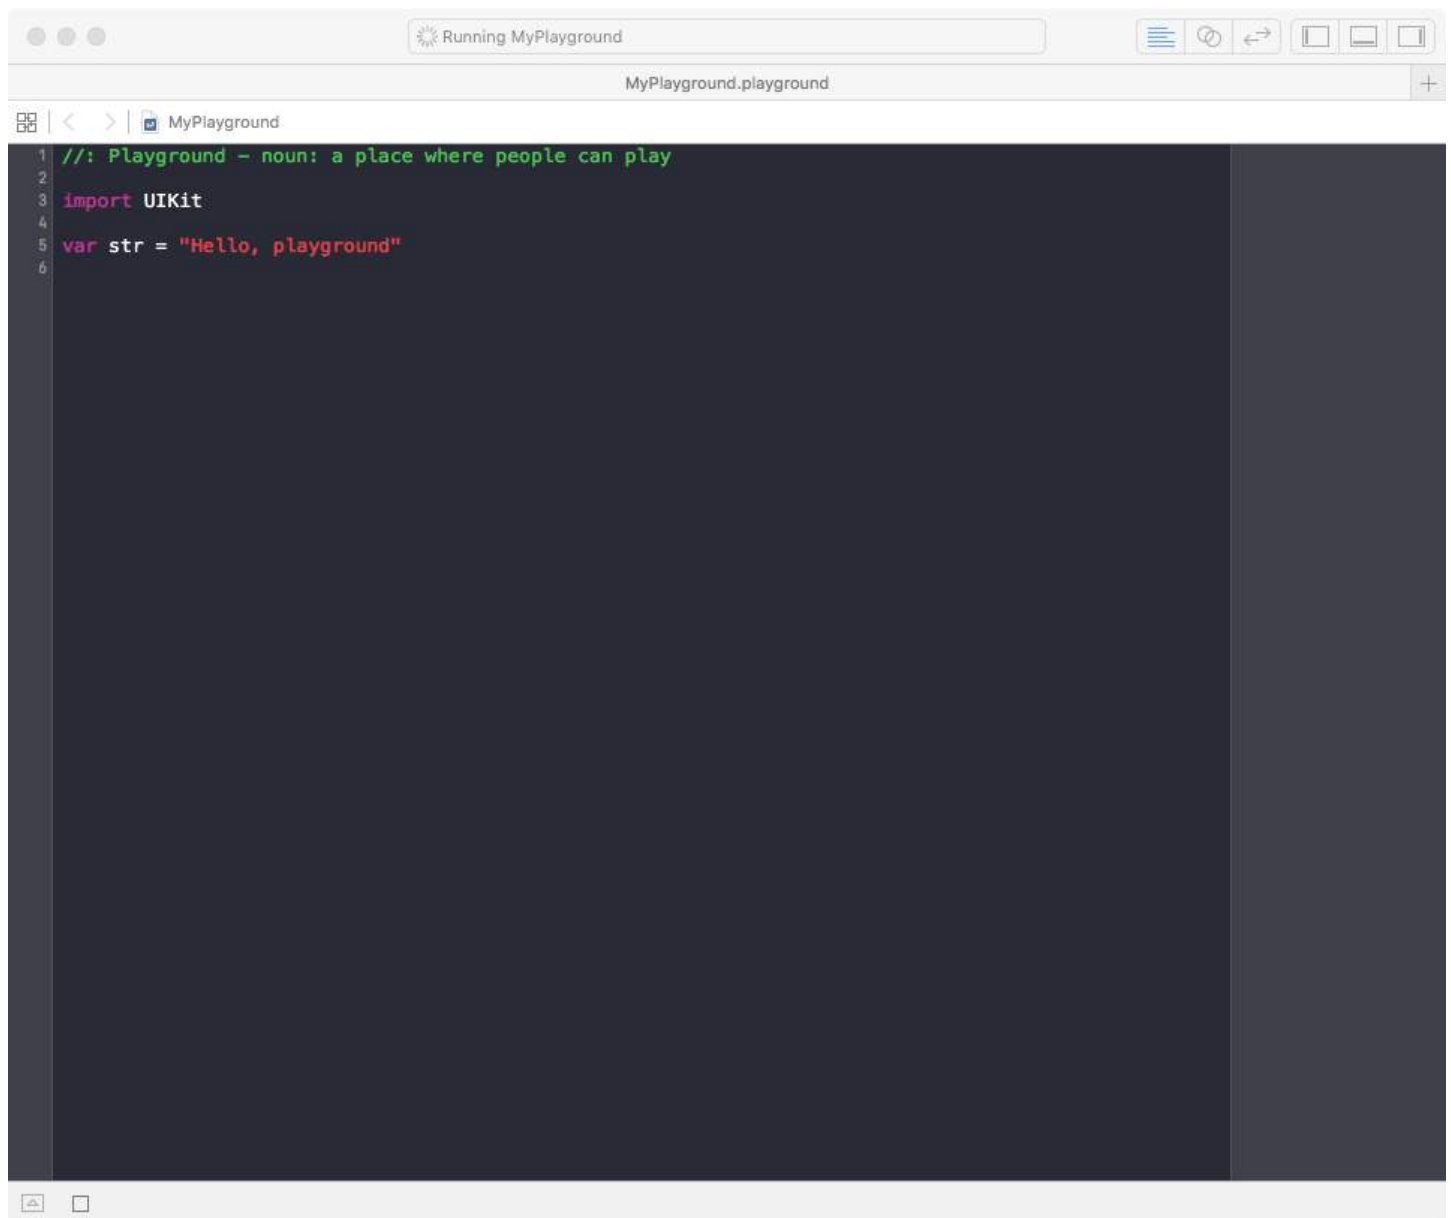 Running MyPlayground
MyPlayground.playground
MyPlayground
1 //: Playground – noun: a place where people can play
2
3 import UIKit
4
5 var str = "Hello, playground"
6